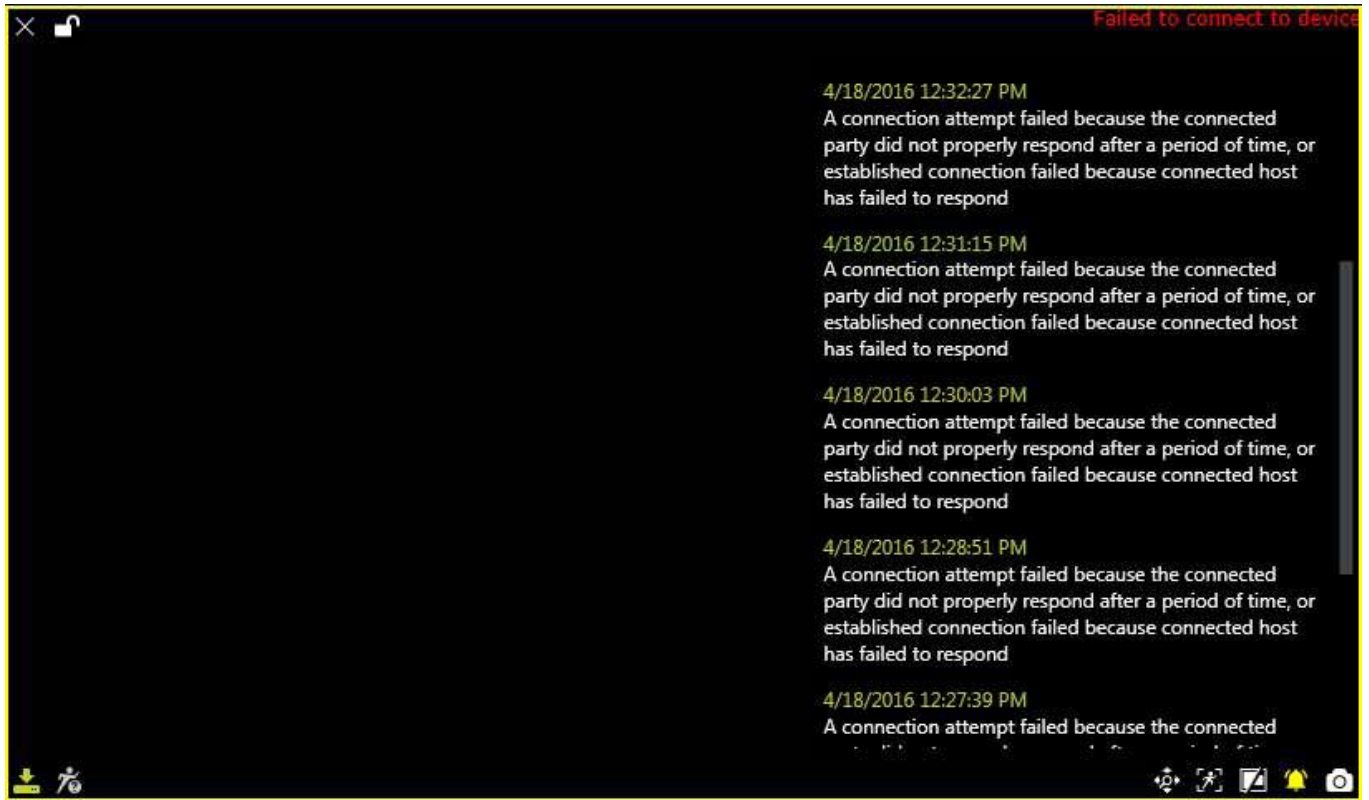 Failed to connect to device
4/18/2016 12:32:27 PM
A connection attempt failed because the connected
party did not properly respond after a period of time, or
established connection failed because connected host
has failed to respond
4/18/2016 12:31:15 PM
A connection attempt failed because the connected
party did not properly respond after a period of time, or
established connection failed because connected host
has failed to respond
4/18/2016 12:30:03 PM
A connection attempt failed because the connected
party did not properly respond after a period of time, or
established connection failed because connected host
has failed to respond
4/18/2016 12:28:51 PM
A connection attempt failed because the connected
party did not properly respond after a period of time, or
established connection failed because connected host
has failed to respond
4/18/2016 12:27:39 PM
A connection attempt failed because the connected